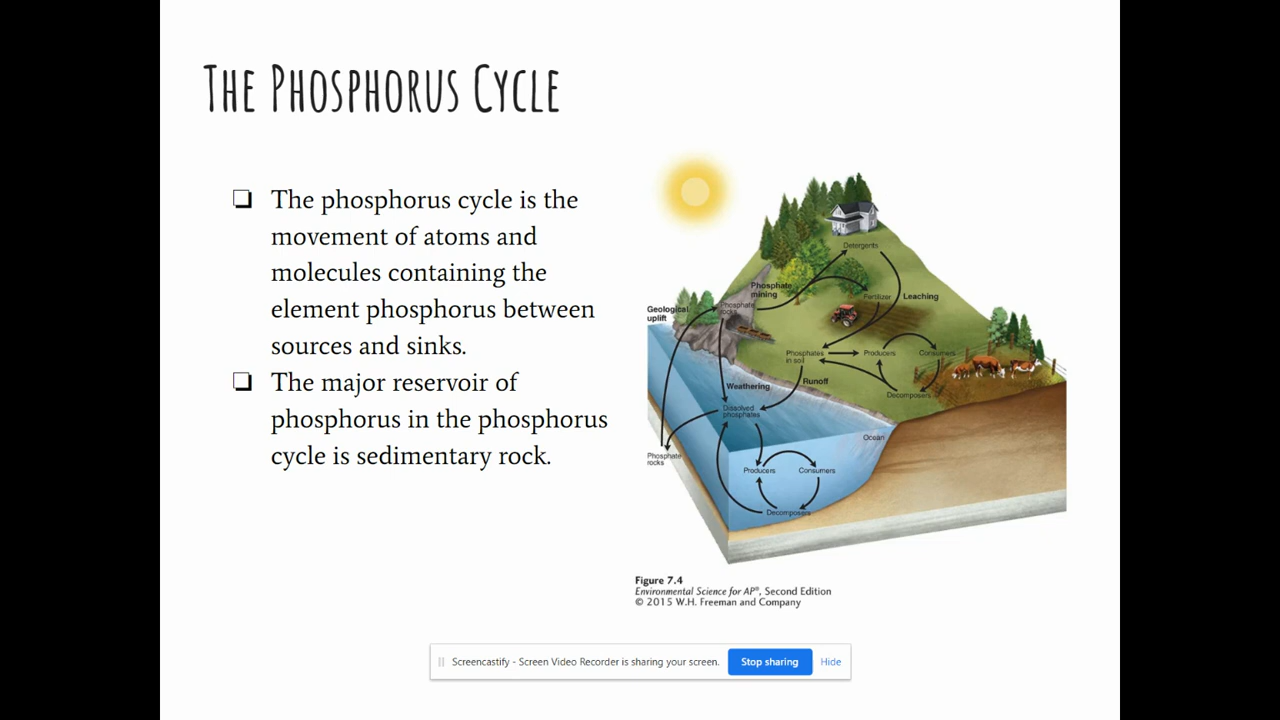 The Phosphorus Cycle
The phosphorus cycle is the
movement of atoms and
molecules containing the
element phosphorus between
sources and sinks.
The major reservoir of
phosphorus in the phosphorus
cycle is sedimentary rock.
Detergents
Phosphate
mining
Fertilizer
Leaching
Geological
uplift
Phosphate
rocks
Phosphates
in soil
Producers
Consumers
Weathering
Runoff
Decomposers
Dissolved
phosphates
Ocean
Phosphate
rocks
Producers
Consumers
Decomposers
Figure 7.4
Environmental Science for AP®, Second Edition
© 2015 W.H. Freeman and Company
Screencastify - Screen Video Recorder is sharing your screen.
Stop sharing
Hide